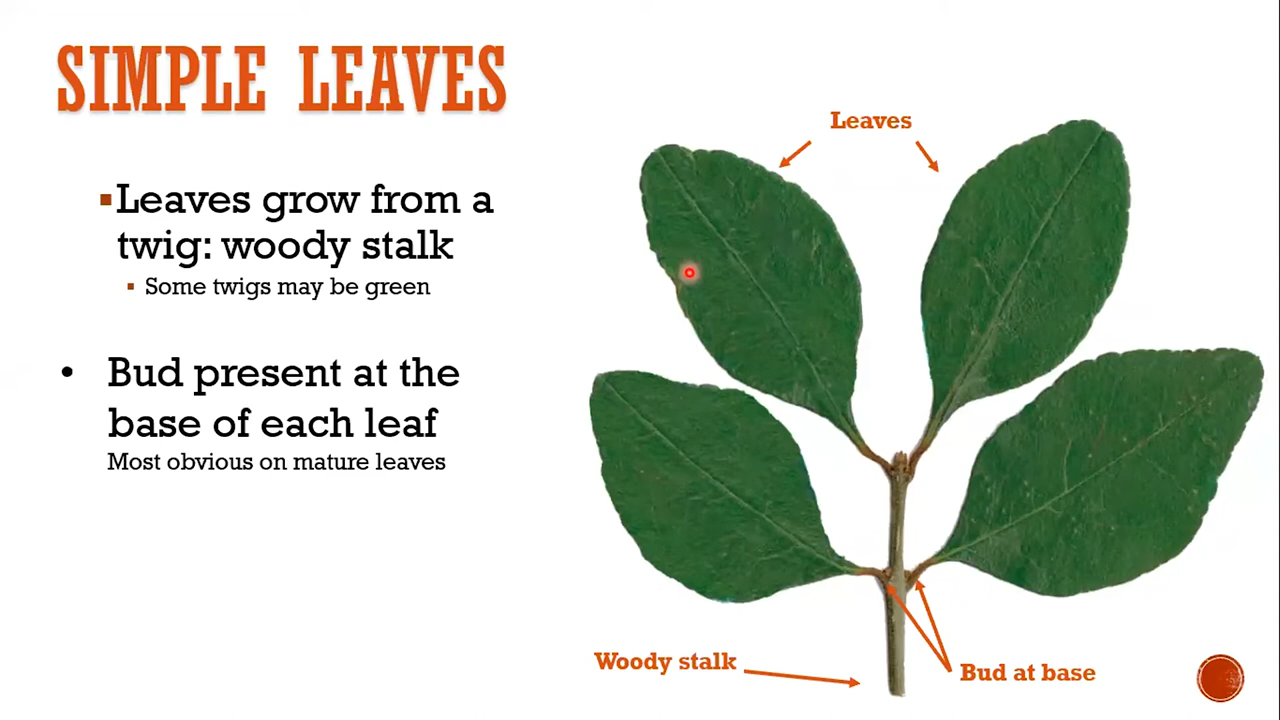 SIMPLE LEAVES
Leaves grow from a
twig: woody stalk
Some twigs may be green
Bud present at the
base of each leaf
Most obvious on mature leaves
Leaves
Woody stalk
Bud at base